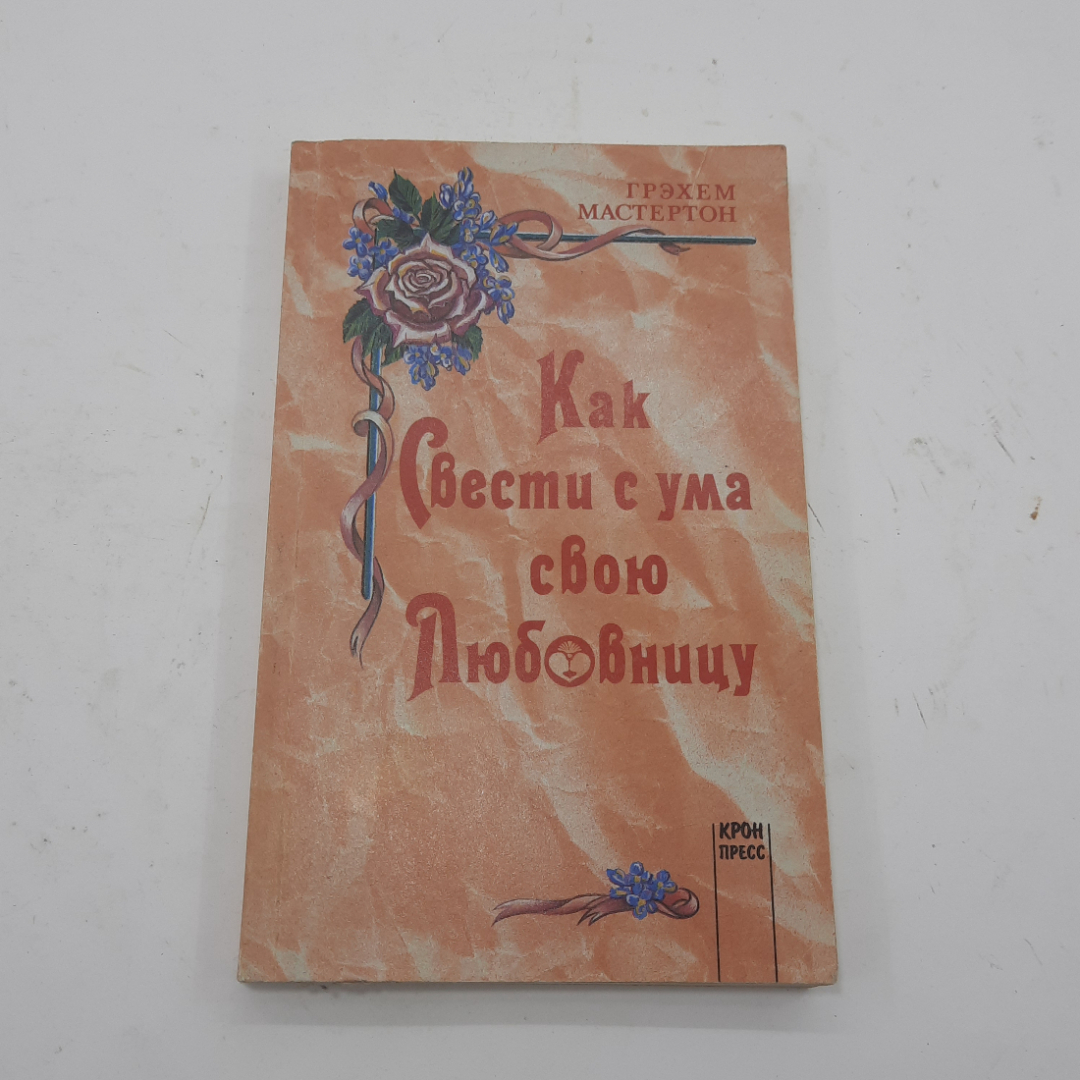 ГРЭХЕМ
МАСТЕРТОН
Как
Свести с ума
свою
Любовницу
КРОН
ПРЕСС